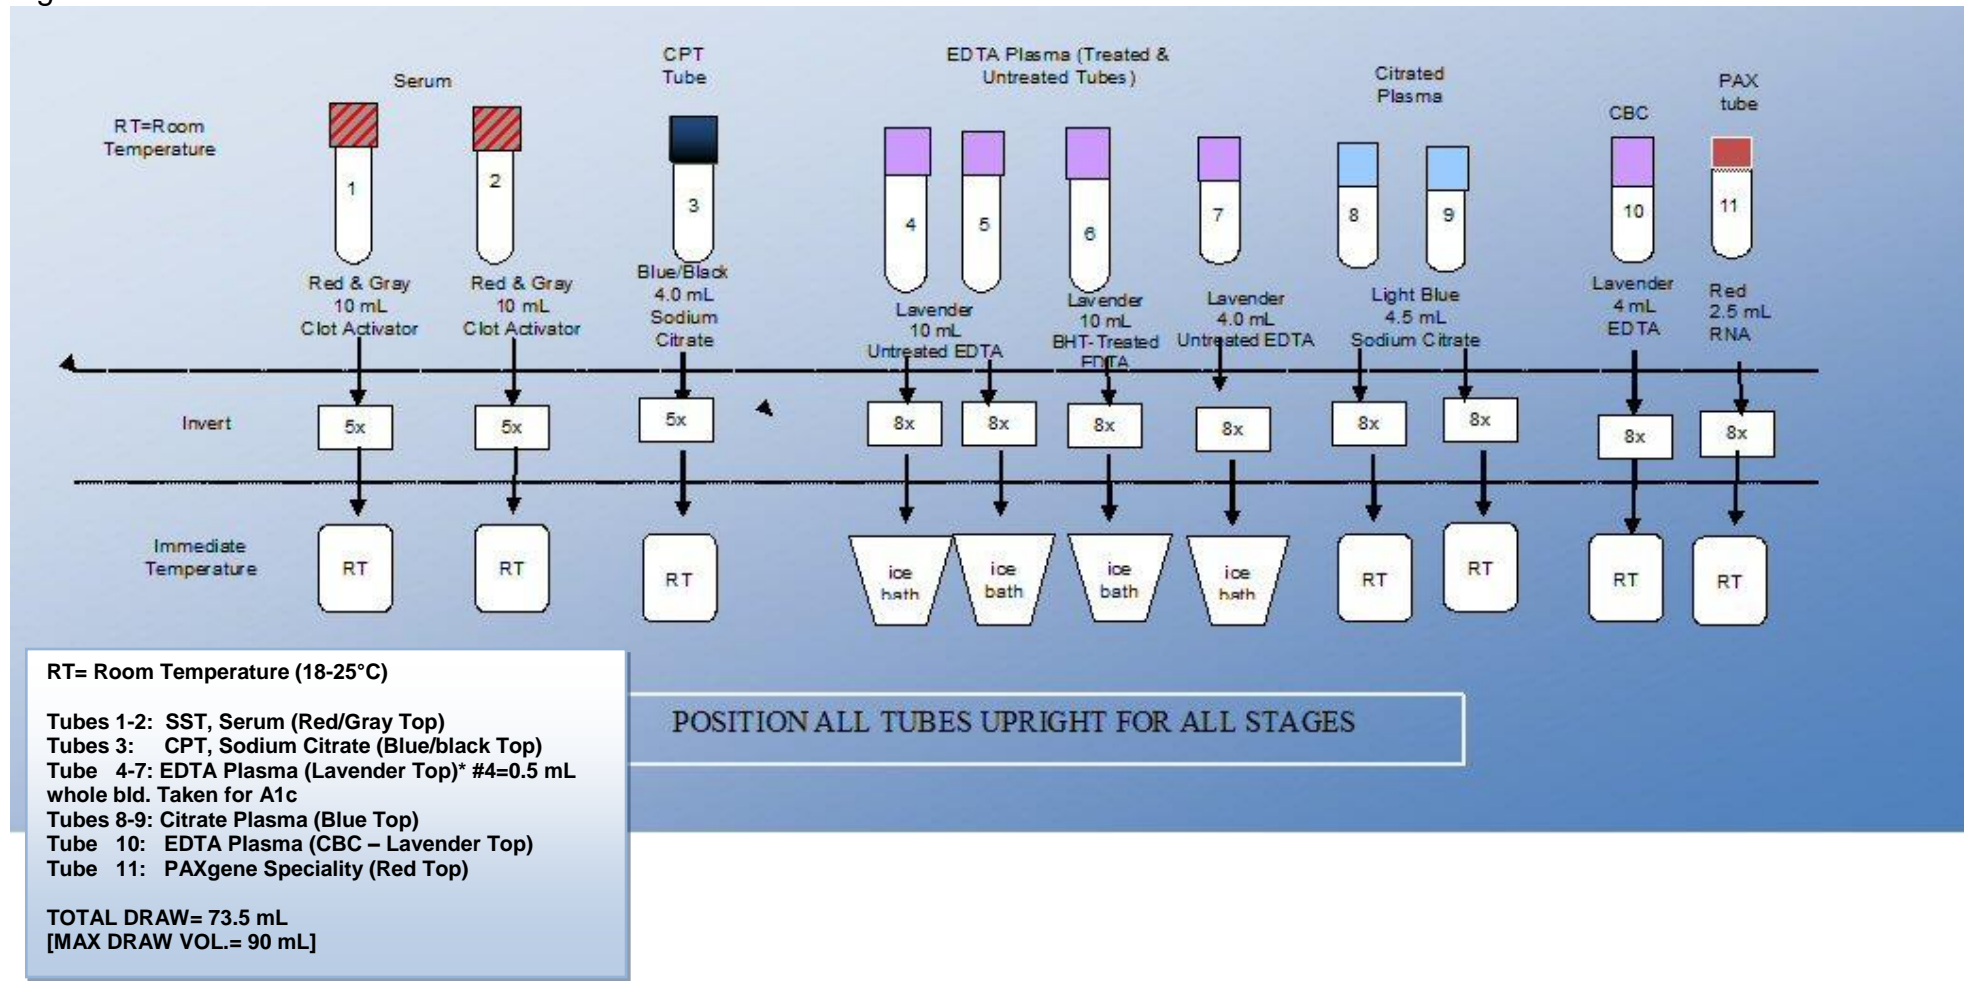 CPT
Tube
EDTA Plasma (Treated &
Untreated Tubes)
Serum
Citrated
Plasma
PAX
tube
CBC
RT=Room
Temperature
1
2
3
4
5
6
7
8
9
10
11
Red & Gray
10 mL
Clot Activator
Red & Gray
10 mL
Clot Activator
Blue/Black
4.0 mL
Sodium
Citrate
Lavender
10 mL
Untreated EDTA
Lavender
10 mL
BHT-Treated
EDTA
Lavender
4.0 mL
Untreated EDTA
Light Blue
4.5 mL
Sodium Citrate
Lavender
4 mL
EDTA
Red
2.5 mL
RNA
Invert
5x
5x
5x
8x
8x
8x
8x
8x
8x
8x
8x
Immediate
Temperature
RT
RT
RT
ice
bath
ice
bath
ice
bath
ice
bath
RT
RT
RT
RT
POSITION ALL TUBES UPRIGHT FOR ALL STAGES
RT= Room Temperature (18-25°C)
Tubes 1-2: SST, Serum (Red/Gray Top)
Tubes 3: CPT, Sodium Citrate (Blue/black Top)
Tube 4-7: EDTA Plasma (Lavender Top)* #4=0.5 mL
whole bld. Taken for A1c
Tubes 8-9: Citrate Plasma (Blue Top)
Tube 10: EDTA Plasma (CBC – Lavender Top)
Tube 11: PAXgene Speciality (Red Top)
TOTAL DRAW= 73.5 mL
[MAX DRAW VOL.= 90 mL]